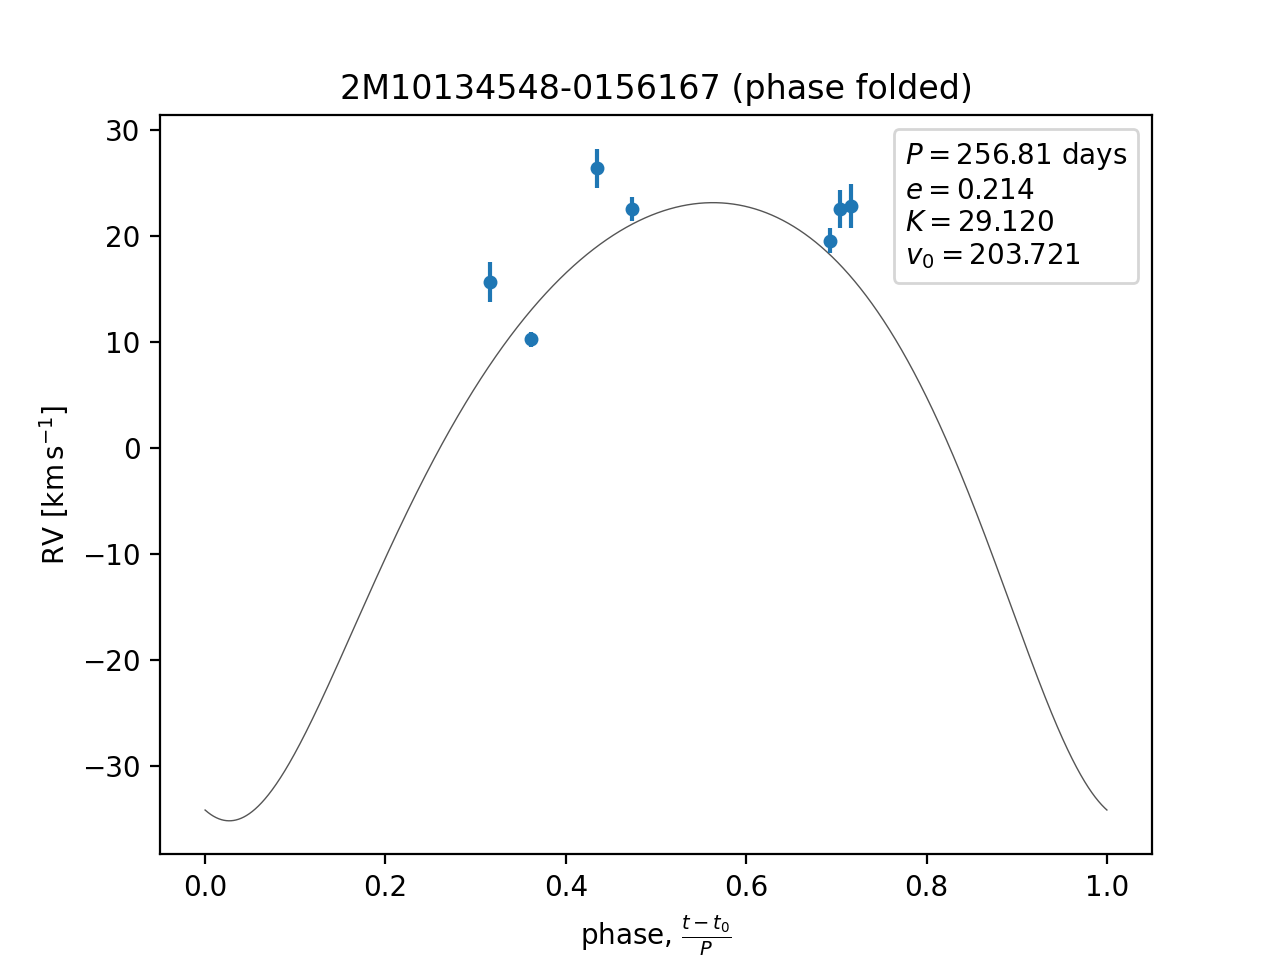 2M10134548-0156167 (phase folded)
P = 256.81 days
e = 0.214
K = 29.120
v₀ = 203.721
30
20
10
0
−10
−20
−30
RV [km s⁻¹]
0.0 0.2 0.4 0.6 0.8 1.0
phase, (t − t₀)/P